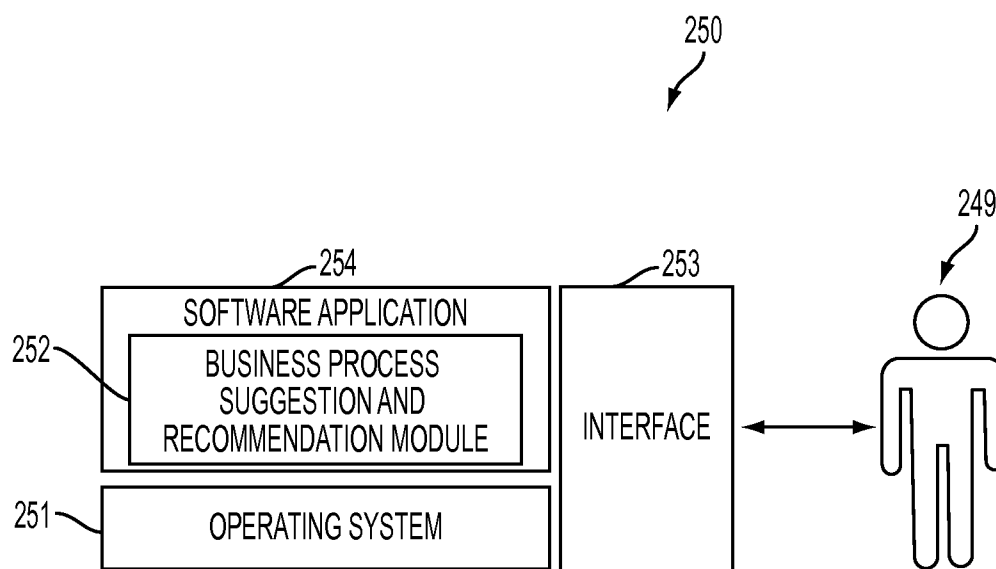 250
249
254
253
SOFTWARE APPLICATION
252
BUSINESS PROCESS
SUGGESTION AND
RECOMMENDATION MODULE
INTERFACE
251
OPERATING SYSTEM